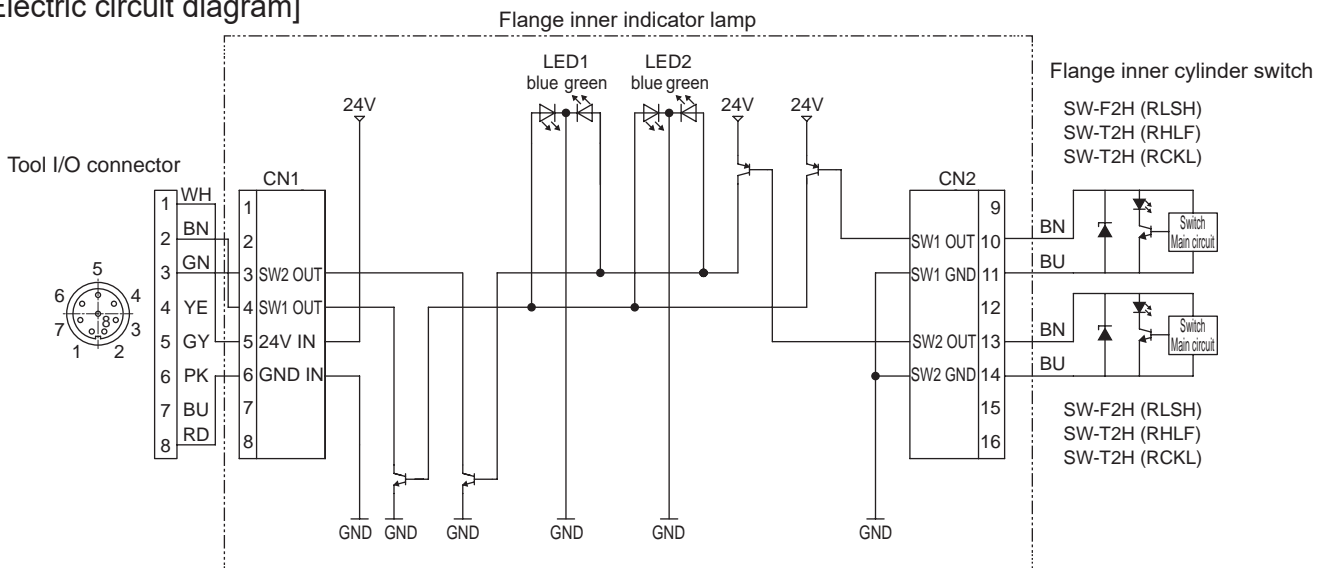 Electric circuit diagram]
Flange inner indicator lamp
LED1
blue green
LED2
blue green
24V
24V
24V
Flange inner cylinder switch
SW-F2H (RLSH)
SW-T2H (RHLF)
SW-T2H (RCKL)
Tool I/O connector
CN1
CN2
1 WH
2 BN
3 GN
4 YE
5 GY
6 PK
7 BU
8 RD
1
2
3 SW2 OUT
4 SW1 OUT
5 24V IN
6 GND IN
7
8
5
6 4
7 8 3
1 2
9
SW1 OUT 10 BN
SW1 GND 11 BU
12
SW2 OUT 13 BN
SW2 GND 14 BU
15
16
Switch
Main circuit
Switch
Main circuit
SW-F2H (RLSH)
SW-T2H (RHLF)
SW-T2H (RCKL)
GND GND GND GND GND GND